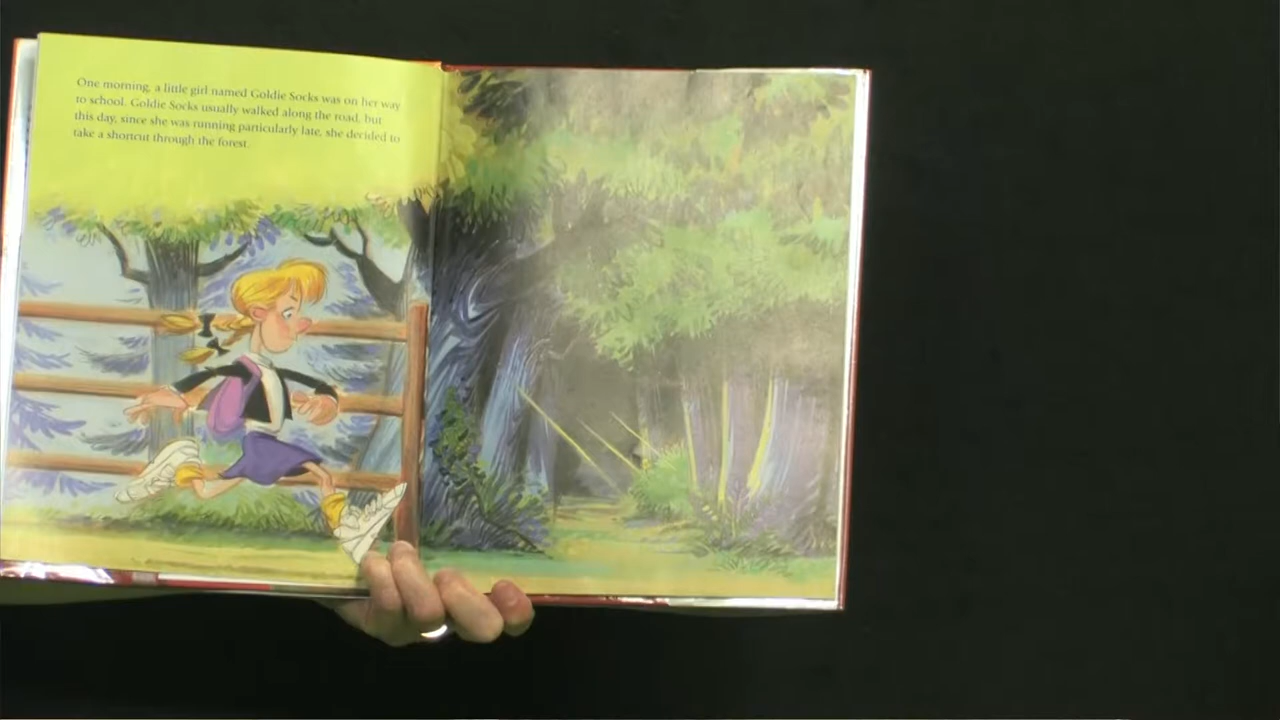 One morning, a little girl named Goldie Socks was on her way
to school. Goldie Socks usually walked along the road, but
this day, since she was running particularly late, she decided to
take a shortcut through the forest.